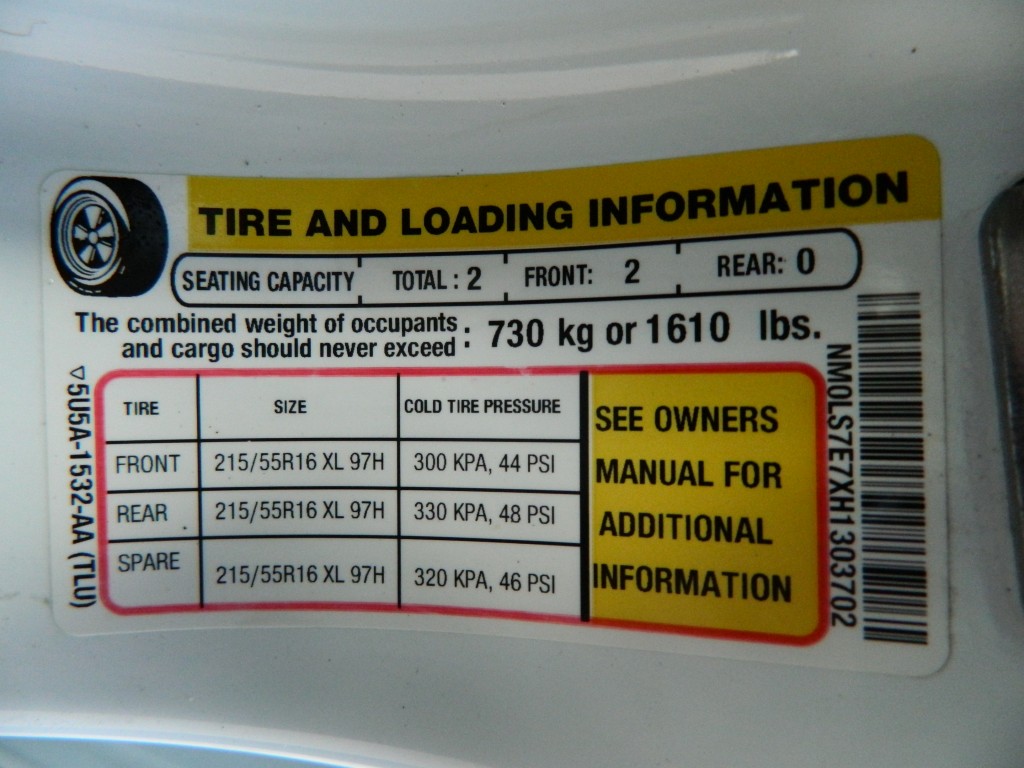 TIRE AND LOADING INFORMATION
SEATING CAPACITY TOTAL : 2 FRONT: 2 REAR: 0
The combined weight of occupants
and cargo should never exceed : 730 kg or 1610 lbs.
TIRE SIZE COLD TIRE PRESSURE
FRONT 215/55R16 XL 97H 300 KPA, 44 PSI
REAR 215/55R16 XL 97H 330 KPA, 48 PSI
SPARE 215/55R16 XL 97H 320 KPA, 46 PSI
SEE OWNERS
MANUAL FOR
ADDITIONAL
INFORMATION
5U5A-1532-AA (TLU)
NM0LS7E7XH1303702